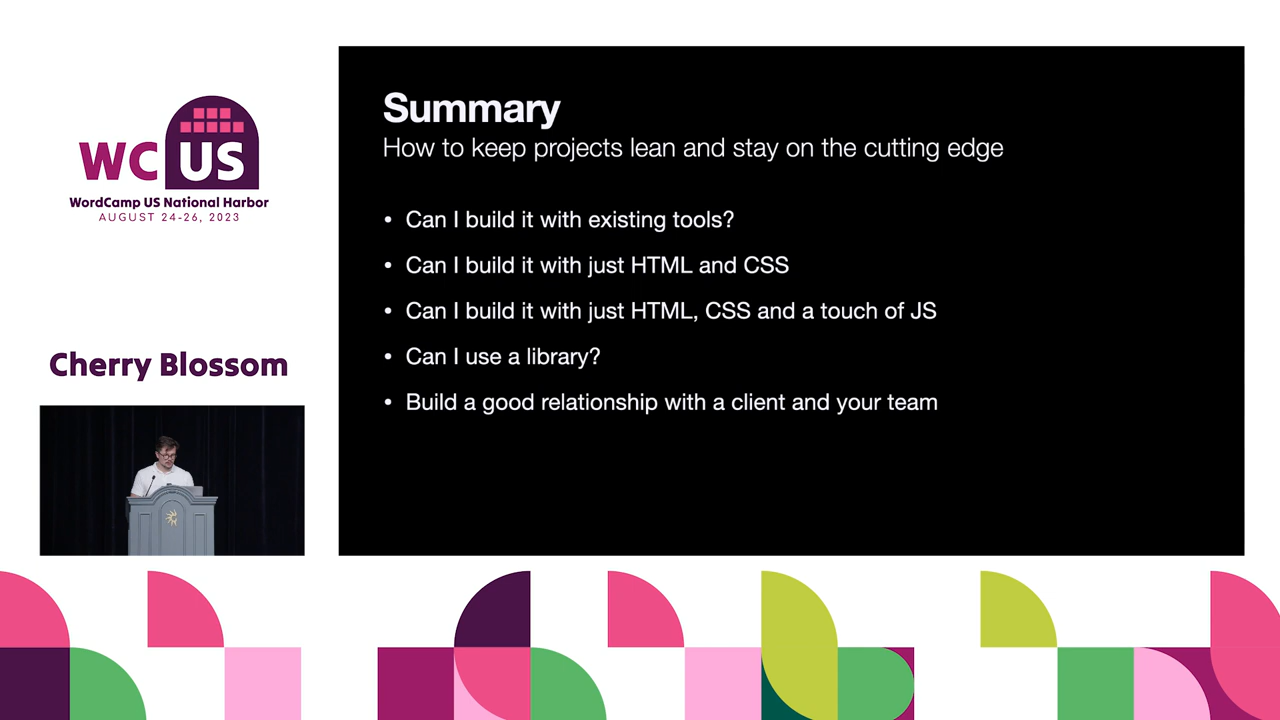 WC US
WordCamp US National Harbor
AUGUST 24-26, 2023
Cherry Blossom
Summary
How to keep projects lean and stay on the cutting edge
• Can I build it with existing tools?
• Can I build it with just HTML and CSS
• Can I build it with just HTML, CSS and a touch of JS
• Can I use a library?
• Build a good relationship with a client and your team